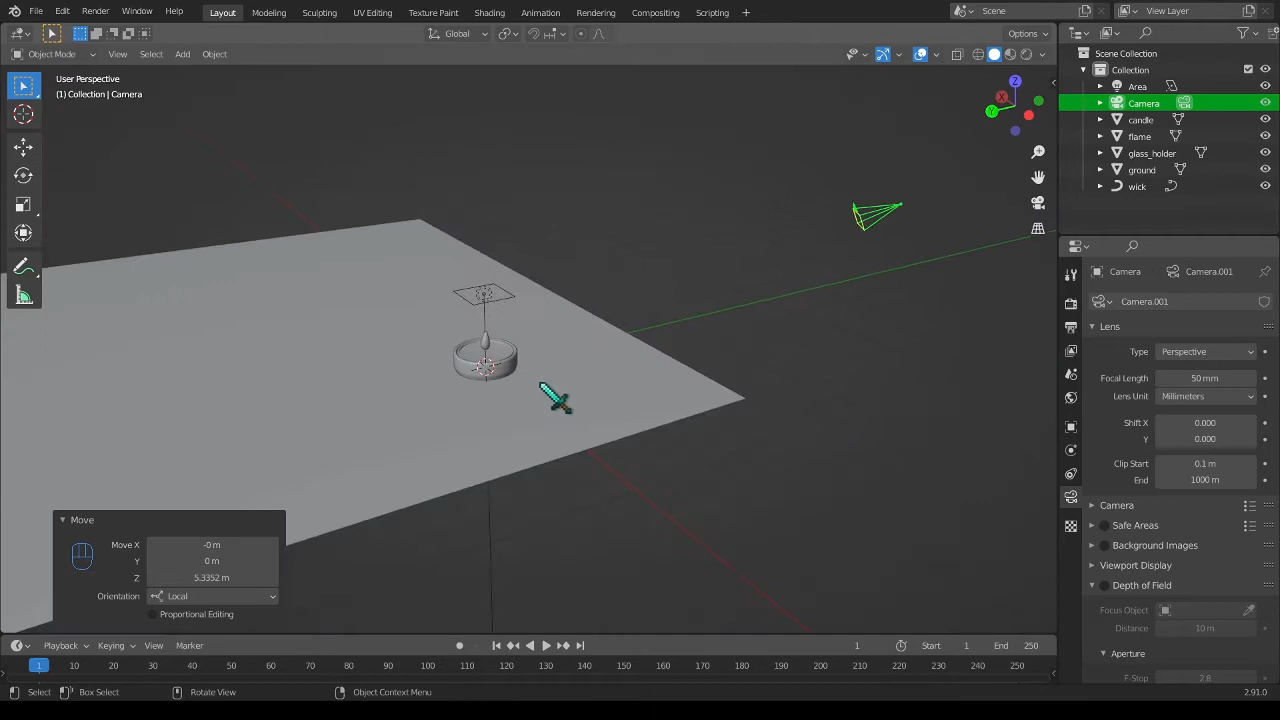 File Edit Render Window Help Layout Modeling Sculpting UV Editing Texture Paint Shading Animation Rendering Compositing Scripting + Scene View Layer
Global Options
Object Mode View Select Add Object
Scene Collection
Collection
Area
Camera
candle
flame
glass_holder
ground
wick
User Perspective
(1) Collection | Camera
X
Y
Z
Camera Camera.001
Camera.001
Lens
Type Perspective
Focal Length 50 mm
Lens Unit Millimeters
Shift X 0.000
Y 0.000
Clip Start 0.1 m
End 1000 m
Camera
Safe Areas
Background Images
Viewport Display
Depth of Field
Focus Object
Distance 10 m
Aperture
F-Stop 2.8
Move
Move X -0 m
Y 0 m
Z 5.3352 m
Orientation Local
Proportional Editing
Playback Keying View Marker 1 Start 1 End 250
1 10 20 30 40 50 60 70 80 90 100 110 120 130 140 150 160 170 180 190 200 210 220 230 240 250
Select Box Select Rotate View Object Context Menu 2.91.0